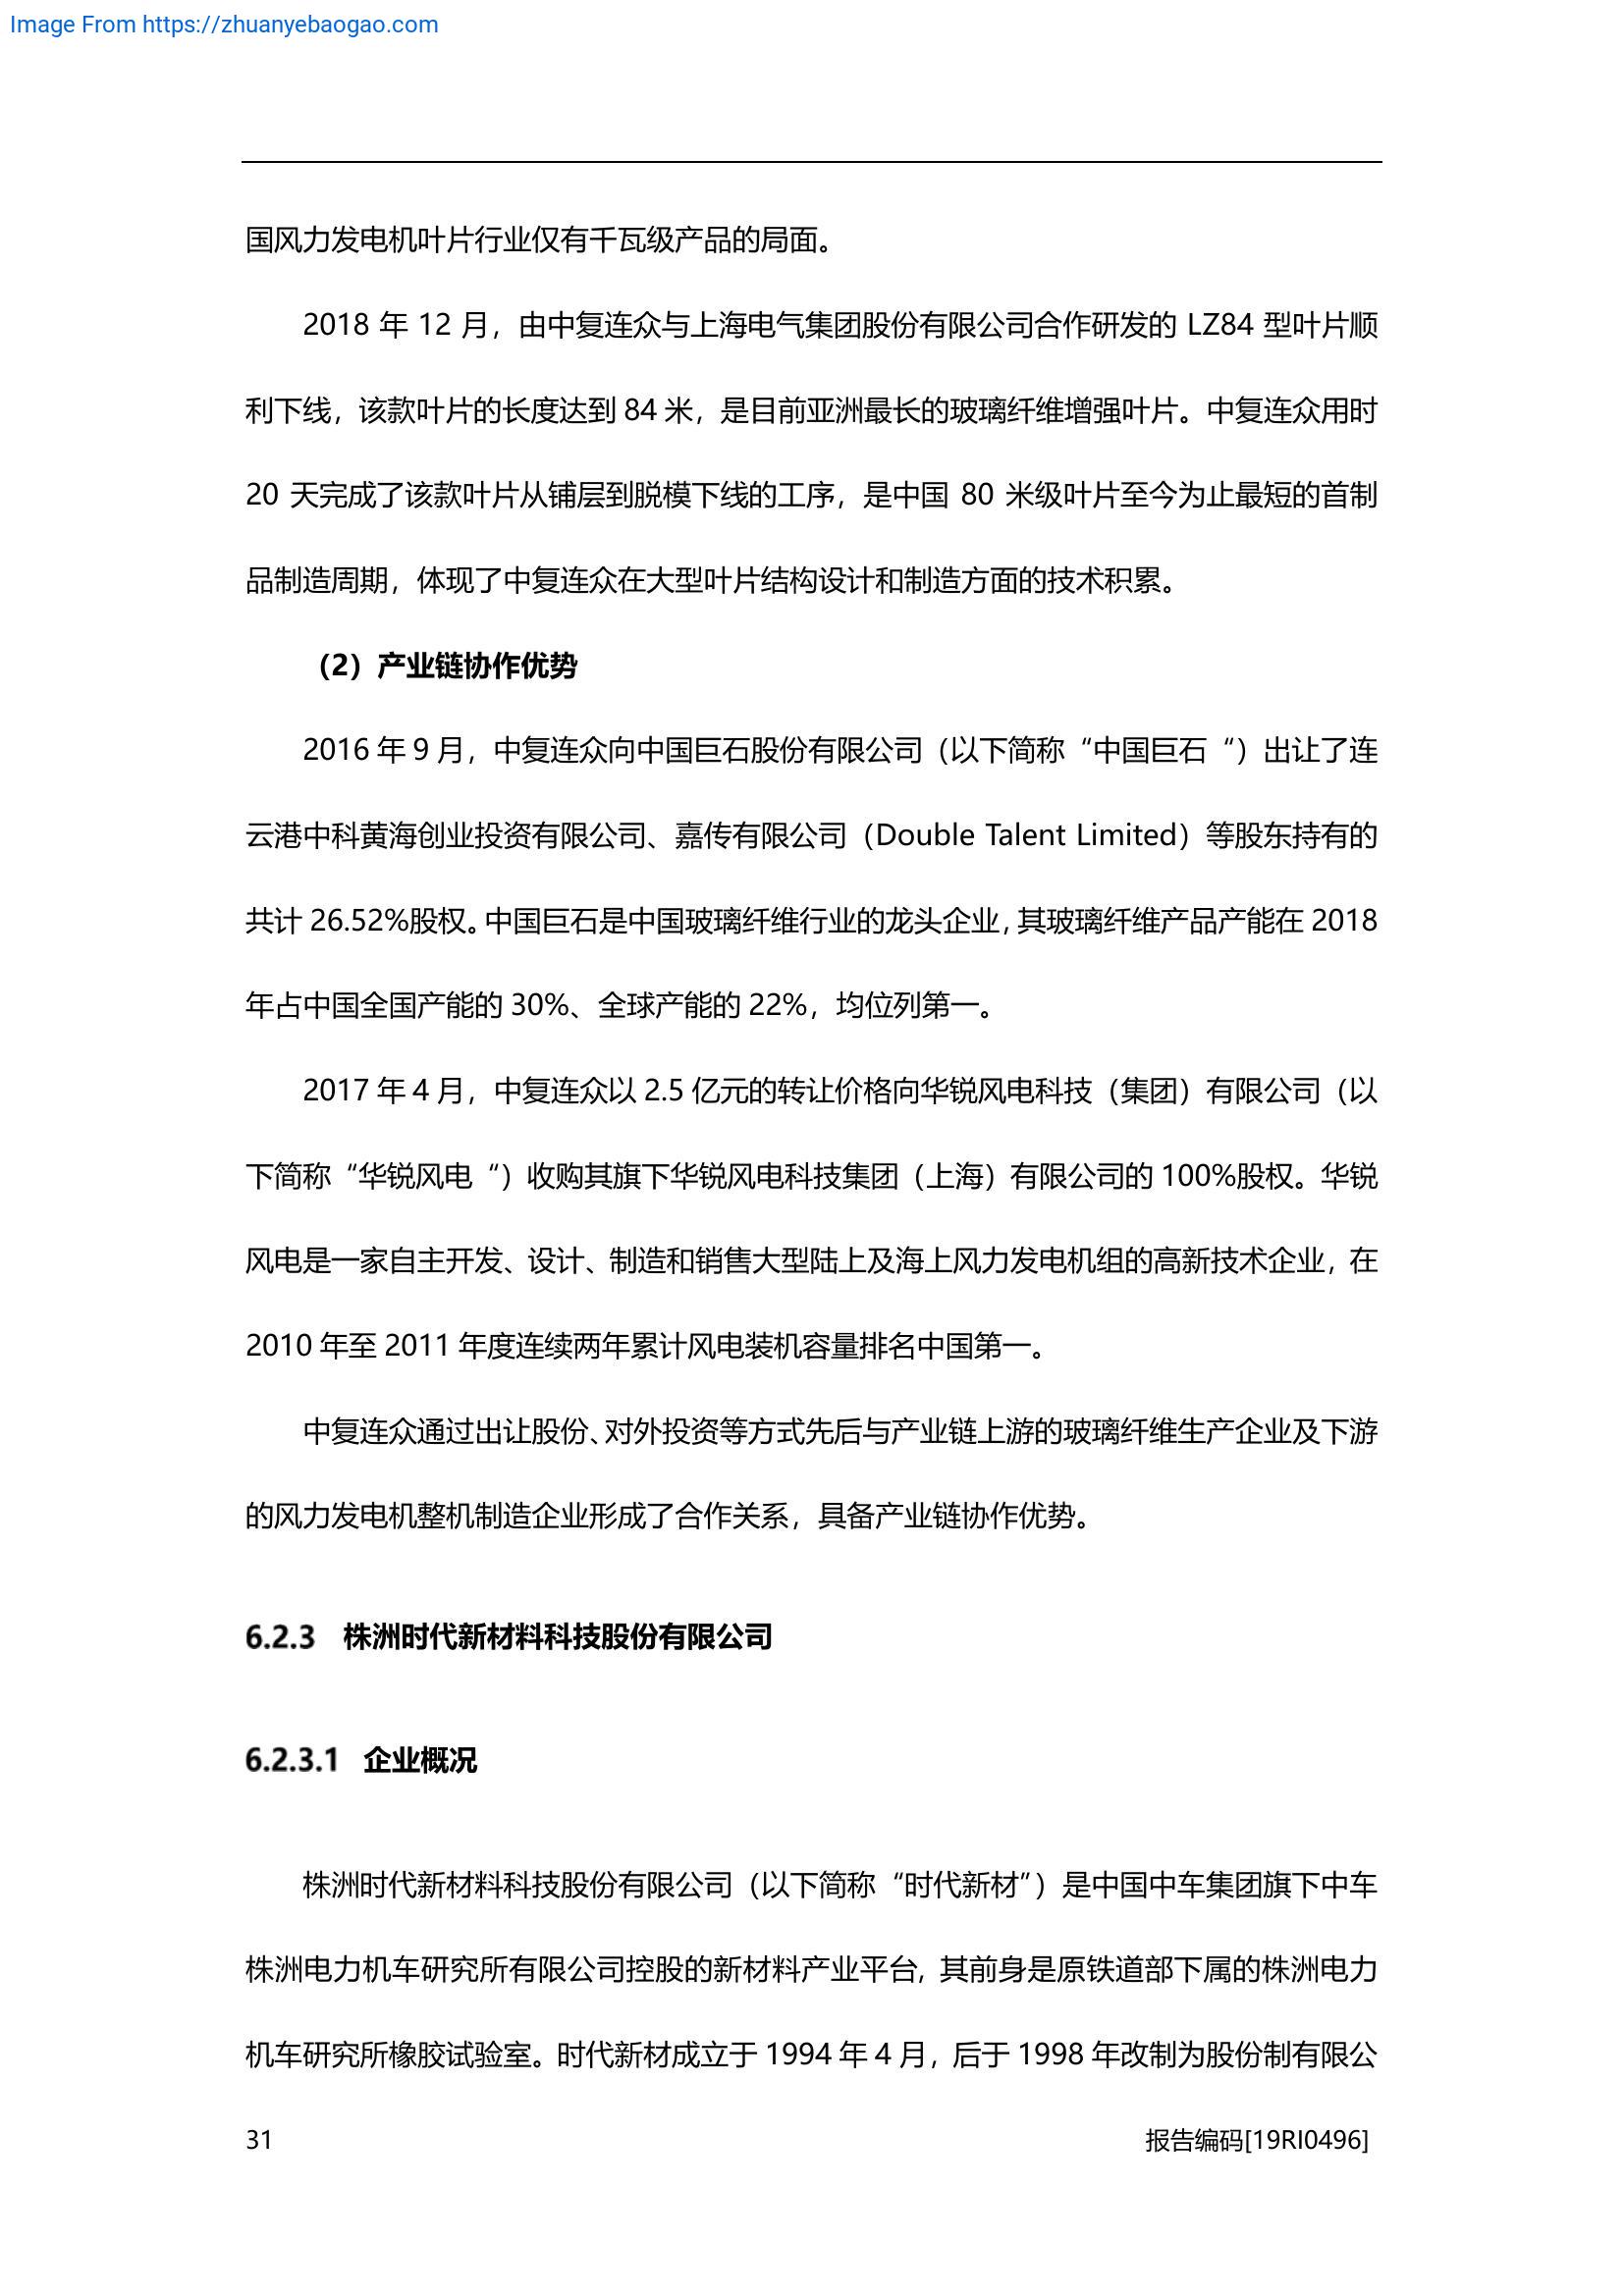 Image From https://zhuanyebaogao.com
国风力发电机叶片行业仅有千瓦级产品的局面。
2018 年 12 月，由中复连众与上海电气集团股份有限公司合作研发的 LZ84 型叶片顺
利下线，该款叶片的长度达到 84 米，是目前亚洲最长的玻璃纤维增强叶片。中复连众用时
20 天完成了该款叶片从铺层到脱模下线的工序，是中国 80 米级叶片至今为止最短的首制
品制造周期，体现了中复连众在大型叶片结构设计和制造方面的技术积累。
（2）产业链协作优势
2016 年 9 月，中复连众向中国巨石股份有限公司（以下简称“中国巨石“）出让了连
云港中科黄海创业投资有限公司、嘉传有限公司（Double Talent Limited）等股东持有的
共计 26.52%股权。中国巨石是中国玻璃纤维行业的龙头企业，其玻璃纤维产品产能在 2018
年占中国全国产能的 30%、全球产能的 22%，均位列第一。
2017 年 4 月，中复连众以 2.5 亿元的转让价格向华锐风电科技（集团）有限公司（以
下简称“华锐风电“）收购其旗下华锐风电科技集团（上海）有限公司的 100%股权。华锐
风电是一家自主开发、设计、制造和销售大型陆上及海上风力发电机组的高新技术企业，在
2010 年至 2011 年度连续两年累计风电装机容量排名中国第一。
中复连众通过出让股份、对外投资等方式先后与产业链上游的玻璃纤维生产企业及下游
的风力发电机整机制造企业形成了合作关系，具备产业链协作优势。
6.2.3 株洲时代新材料科技股份有限公司
6.2.3.1 企业概况
株洲时代新材料科技股份有限公司（以下简称“时代新材”）是中国中车集团旗下中车
株洲电力机车研究所有限公司控股的新材料产业平台，其前身是原铁道部下属的株洲电力
机车研究所橡胶试验室。时代新材成立于 1994 年 4 月，后于 1998 年改制为股份制有限公
31
报告编码[19RI0496]